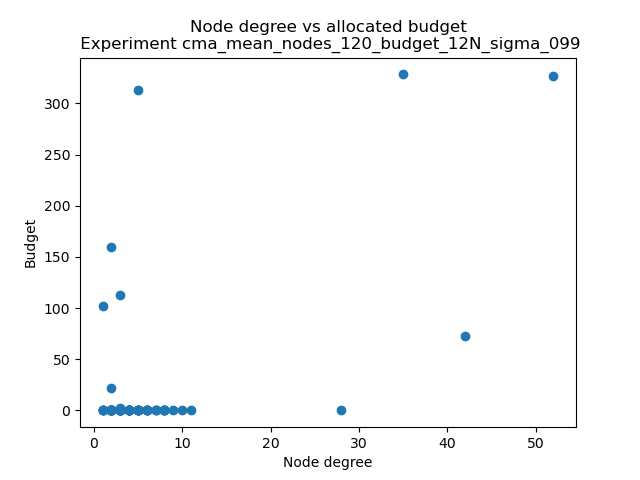 Node degree vs allocated budget
Experiment cma_mean_nodes_120_budget_12N_sigma_099
300
250
200
150
100
50
0
Budget
0 10 20 30 40 50
Node degree